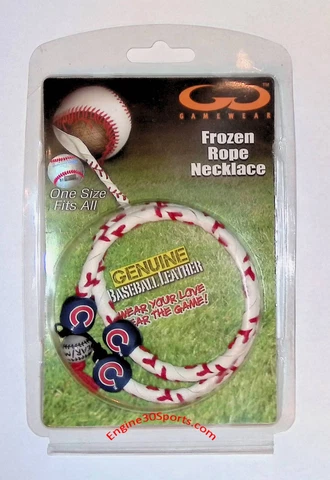 GAMEWEAR
TM
Frozen
Rope
Necklace
One Size
Fits All
GENUINE
BASEBALL LEATHER
WEAR YOUR LOVE
FOR THE GAME!
C
C
C
Engine30Sports.com